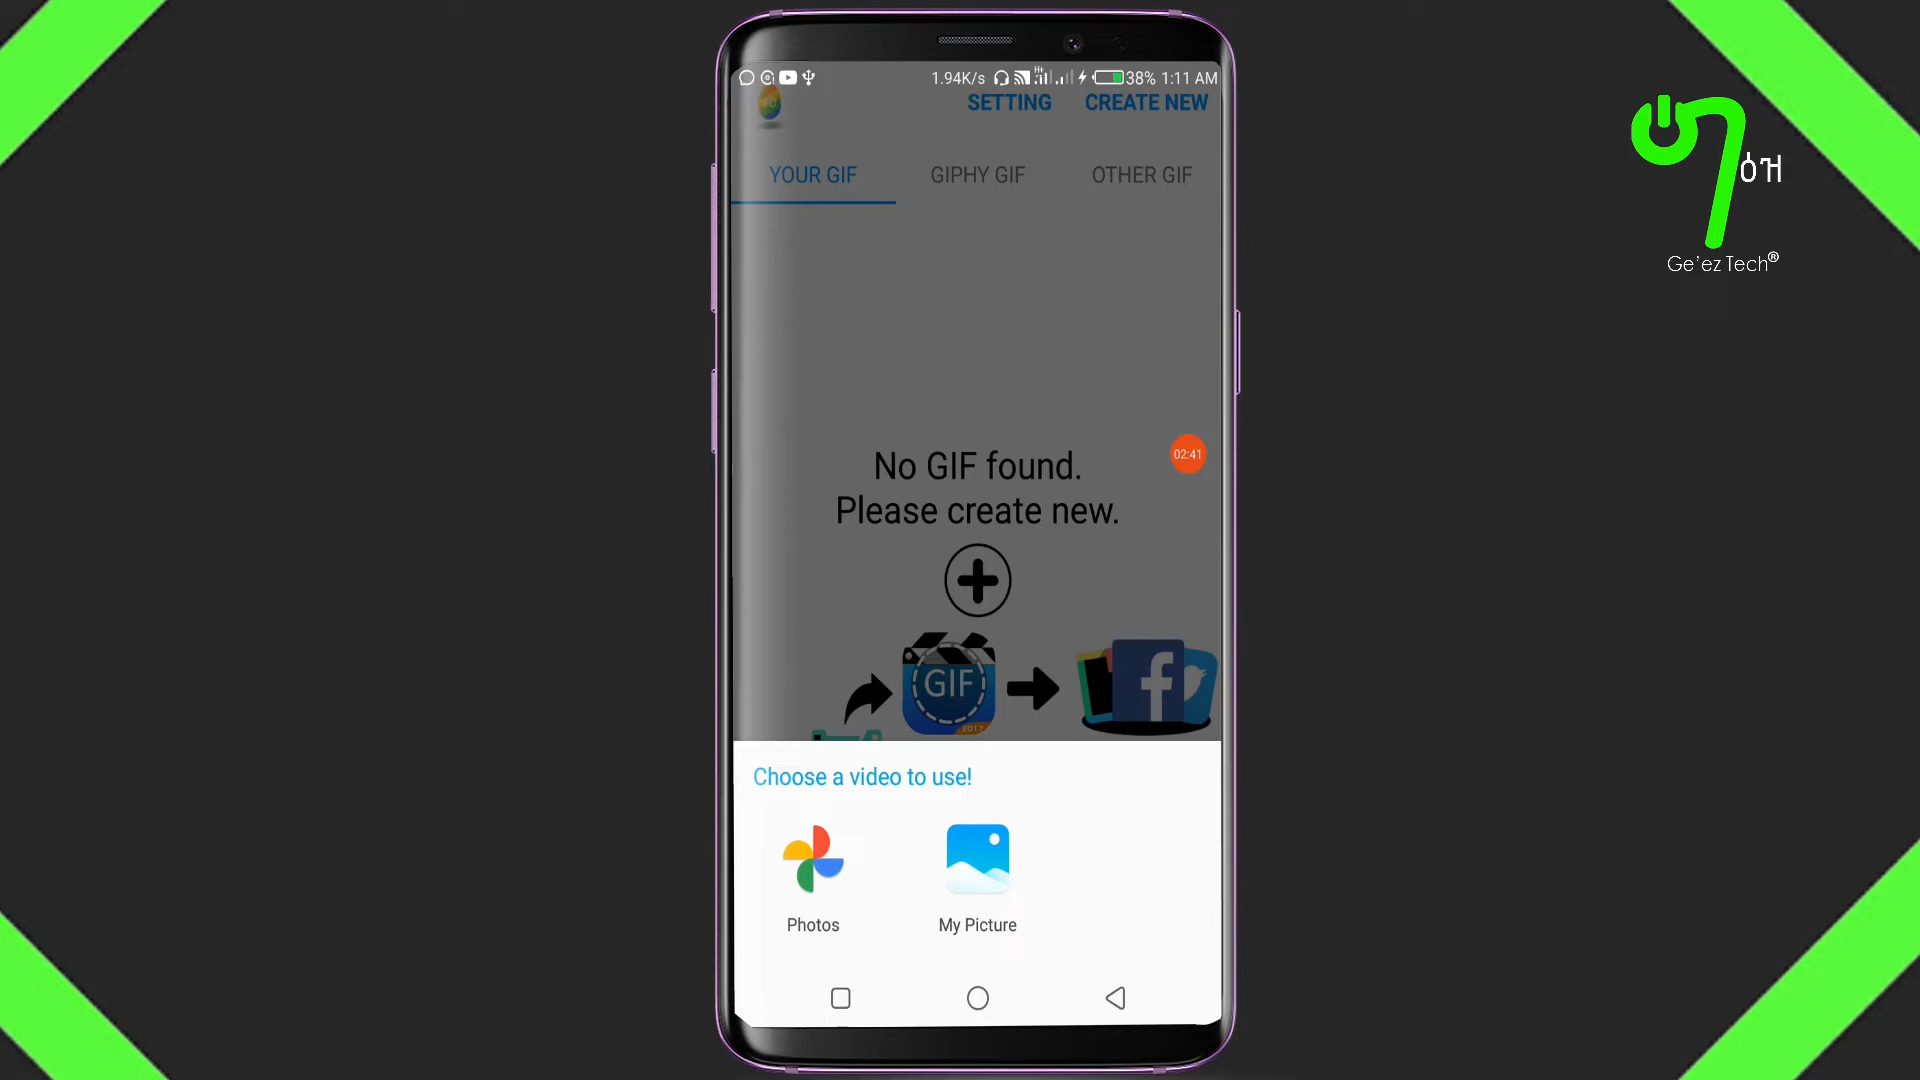 1.94K/s H+ 38% 1:11 AM
SETTING CREATE NEW
YOUR GIF GIPHY GIF OTHER GIF
No GIF found.
Please create new.
02:41
GIF
2017
Choose a video to use!
Photos My Picture
Ge'ez Tech®